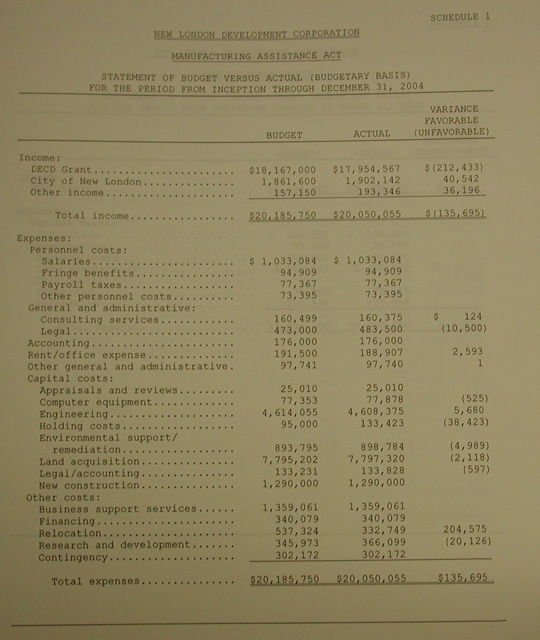 SCHEDULE 1
NEW LONDON DEVELOPMENT CORPORATION
MANUFACTURING ASSISTANCE ACT
STATEMENT OF BUDGET VERSUS ACTUAL (BUDGETARY BASIS)
FOR THE PERIOD FROM INCEPTION THROUGH DECEMBER 31, 2004
VARIANCE
FAVORABLE
BUDGET ACTUAL (UNFAVORABLE)
Income:
DECD Grant.................... $18,167,000 $17,954,567 $(212,433)
City of New London............. 1,861,600 1,902,142 40,542
Other income................... 157,150 193,346 36,196
Total income................ $20,185,750 $20,050,055 $(135,695)
Expenses:
Personnel costs:
Salaries...................... $ 1,033,084 $ 1,033,084
Fringe benefits............... 94,909 94,909
Payroll taxes................. 77,367 77,367
Other personnel costs......... 73,395 73,395
General and administrative:
Consulting services........... 160,499 160,375 $ 124
Legal......................... 473,000 483,500 (10,500)
Accounting...................... 176,000 176,000
Rent/office expense............. 191,500 188,907 2,593
Other general and administrative. 97,741 97,740 1
Capital costs:
Appraisals and reviews......... 25,010 25,010
Computer equipment............. 77,353 77,878 (525)
Engineering.................... 4,614,055 4,608,375 5,680
Holding costs.................. 95,000 133,423 (38,423)
Environmental support/
remediation.................. 893,795 898,784 (4,989)
Land acquisition............... 7,795,202 7,797,320 (2,118)
Legal/accounting............... 133,231 133,828 (597)
New construction............... 1,290,000 1,290,000
Other costs:
Business support services...... 1,359,061 1,359,061
Financing...................... 340,079 340,079
Relocation..................... 537,324 332,749 204,575
Research and development....... 345,973 366,099 (20,126)
Contingency.................... 302,172 302,172
Total expenses.............. $20,185,750 $20,050,055 $135,695